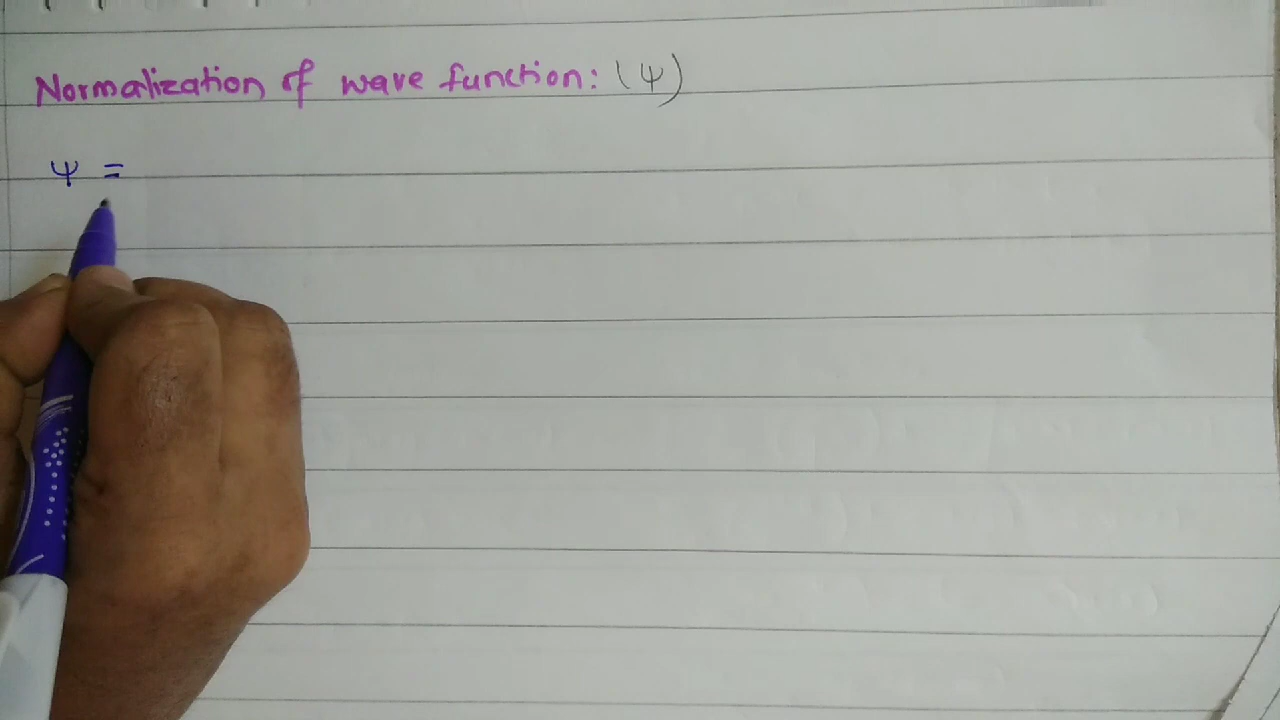 Normalization of wave function: (Ψ)
Ψ =